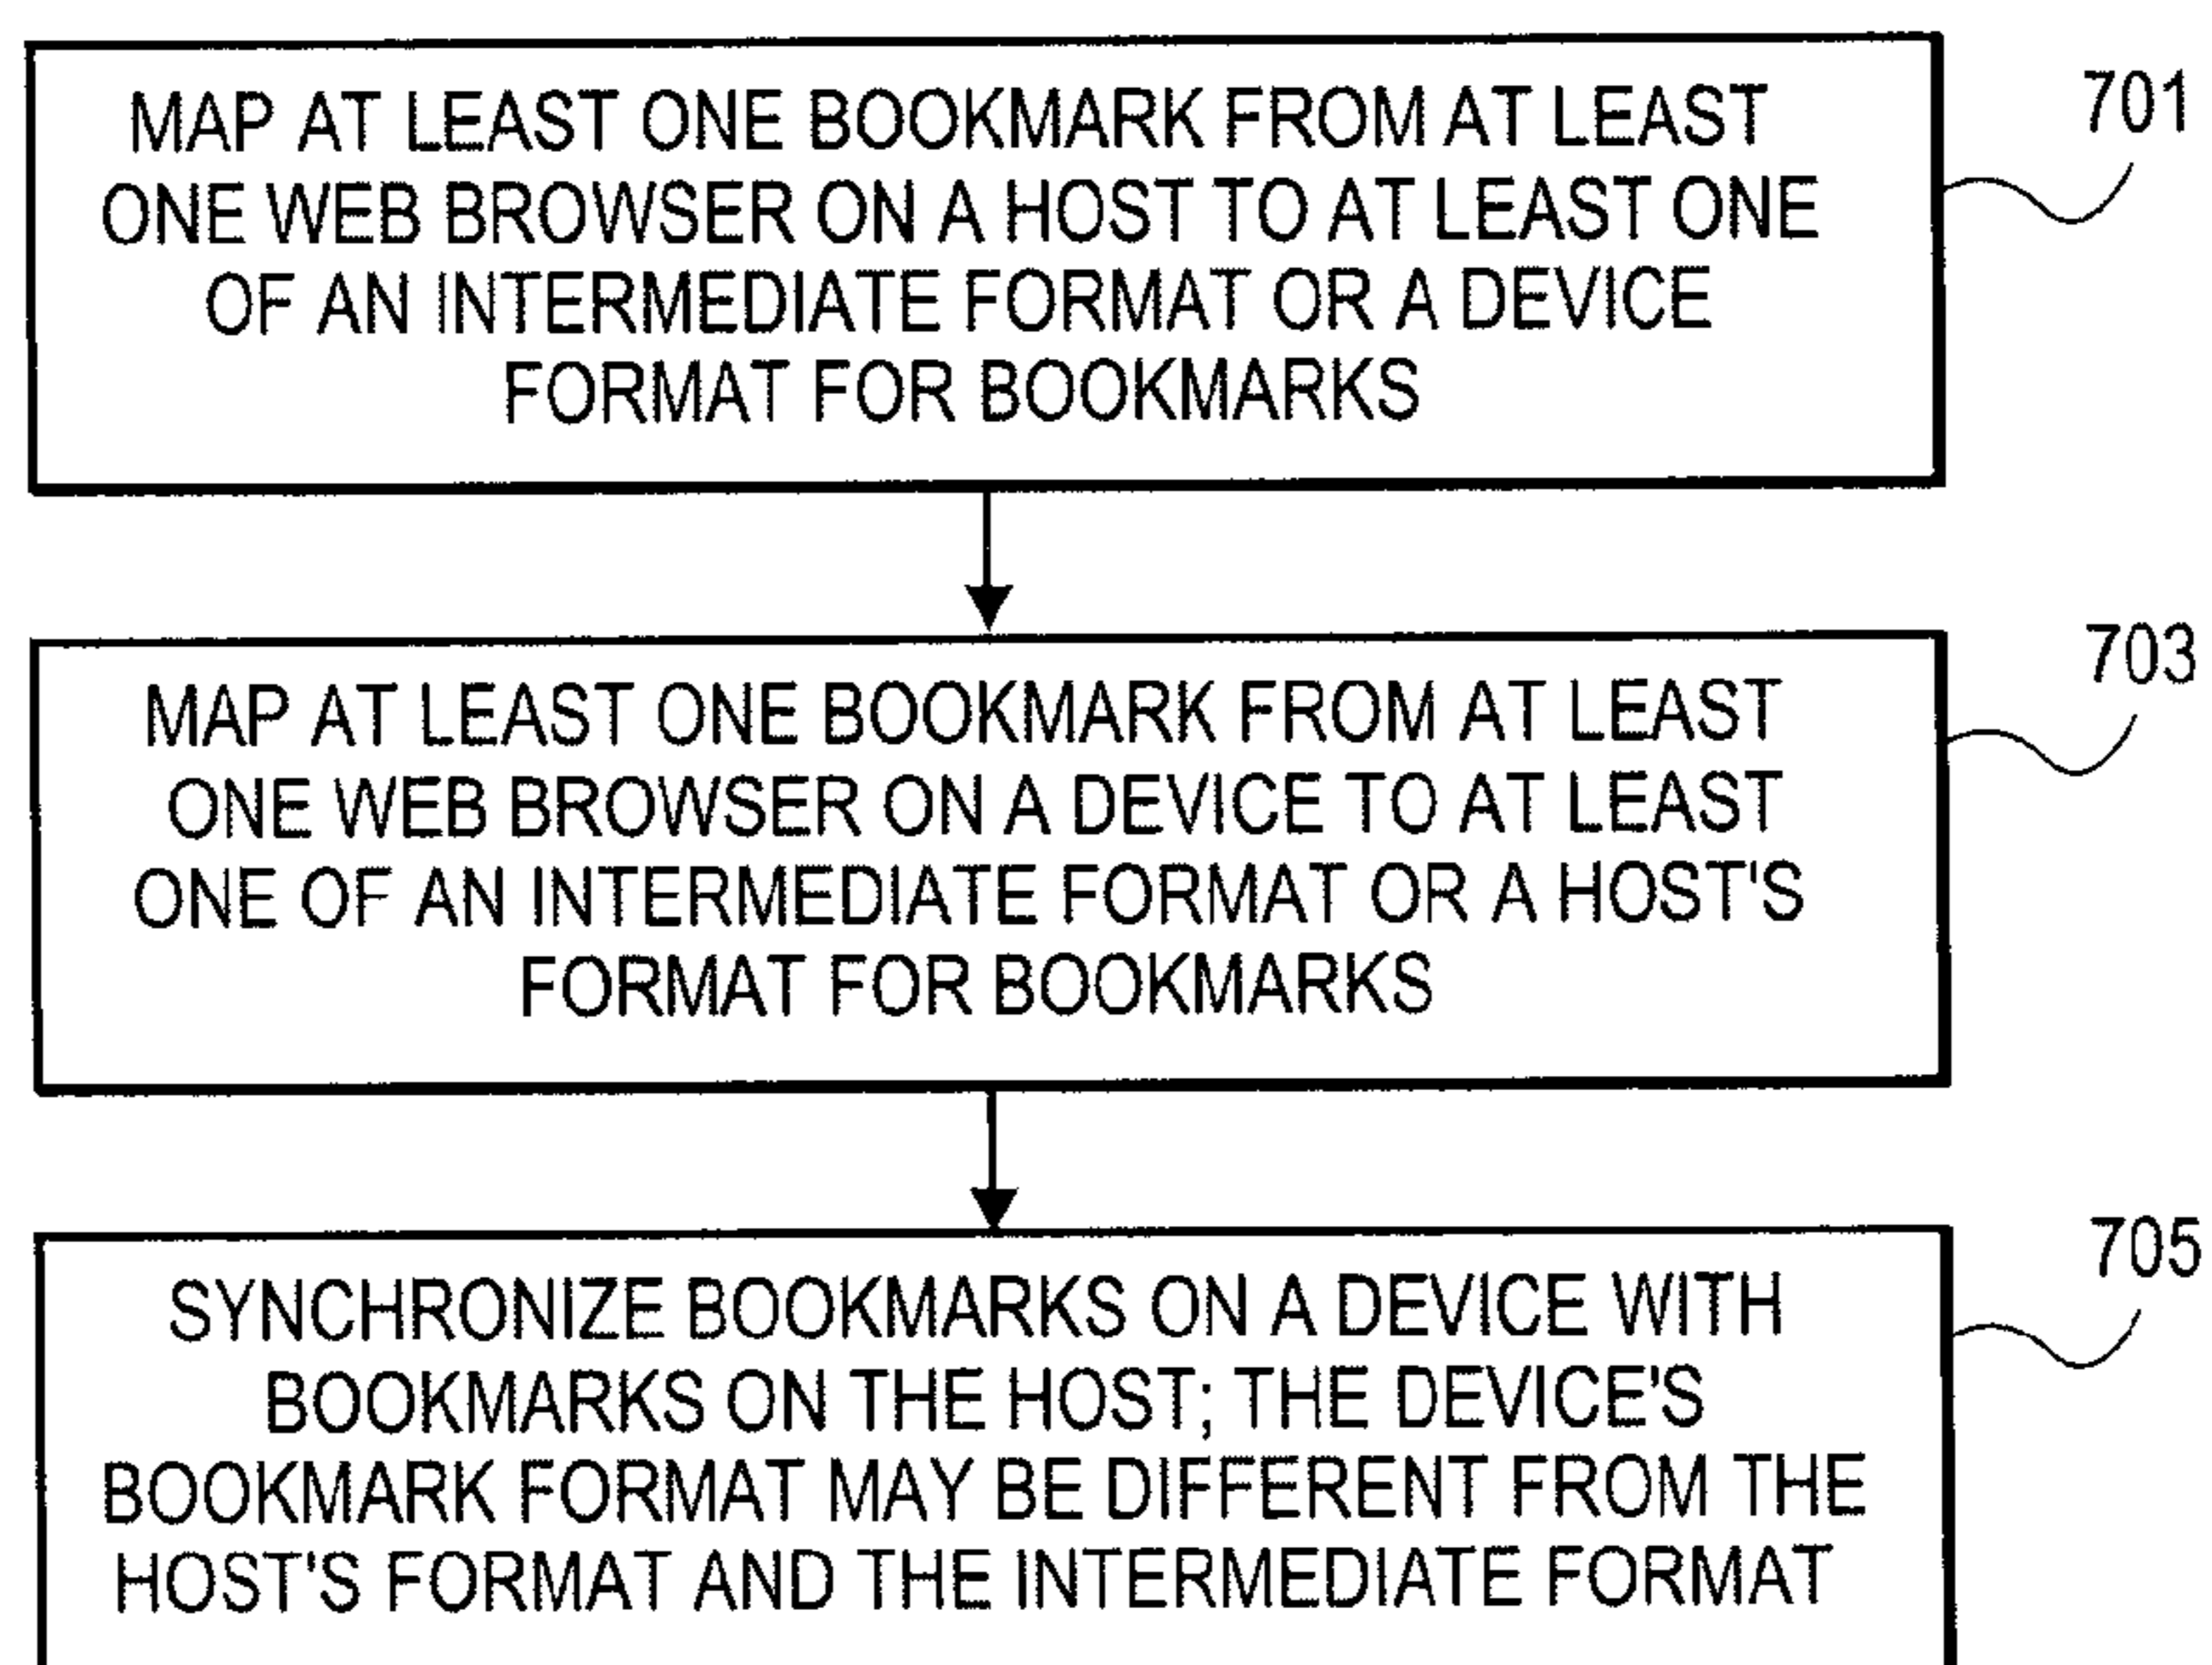 MAP AT LEAST ONE BOOKMARK FROM AT LEAST
ONE WEB BROWSER ON A HOST TO AT LEAST ONE
OF AN INTERMEDIATE FORMAT OR A DEVICE
FORMAT FOR BOOKMARKS
701
MAP AT LEAST ONE BOOKMARK FROM AT LEAST
ONE WEB BROWSER ON A DEVICE TO AT LEAST
ONE OF AN INTERMEDIATE FORMAT OR A HOST'S
FORMAT FOR BOOKMARKS
703
SYNCHRONIZE BOOKMARKS ON A DEVICE WITH
BOOKMARKS ON THE HOST; THE DEVICE'S
BOOKMARK FORMAT MAY BE DIFFERENT FROM THE
HOST'S FORMAT AND THE INTERMEDIATE FORMAT
705